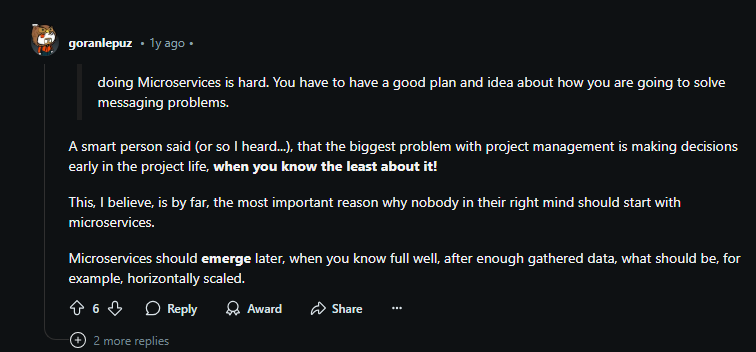 goranlepuz • 1y ago •
doing Microservices is hard. You have to have a good plan and idea about how you are going to solve
messaging problems.
A smart person said (or so I heard...), that the biggest problem with project management is making decisions
early in the project life, when you know the least about it!
This, I believe, is by far, the most important reason why nobody in their right mind should start with
microservices.
Microservices should emerge later, when you know full well, after enough gathered data, what should be, for
example, horizontally scaled.
6 Reply Award Share ...
2 more replies